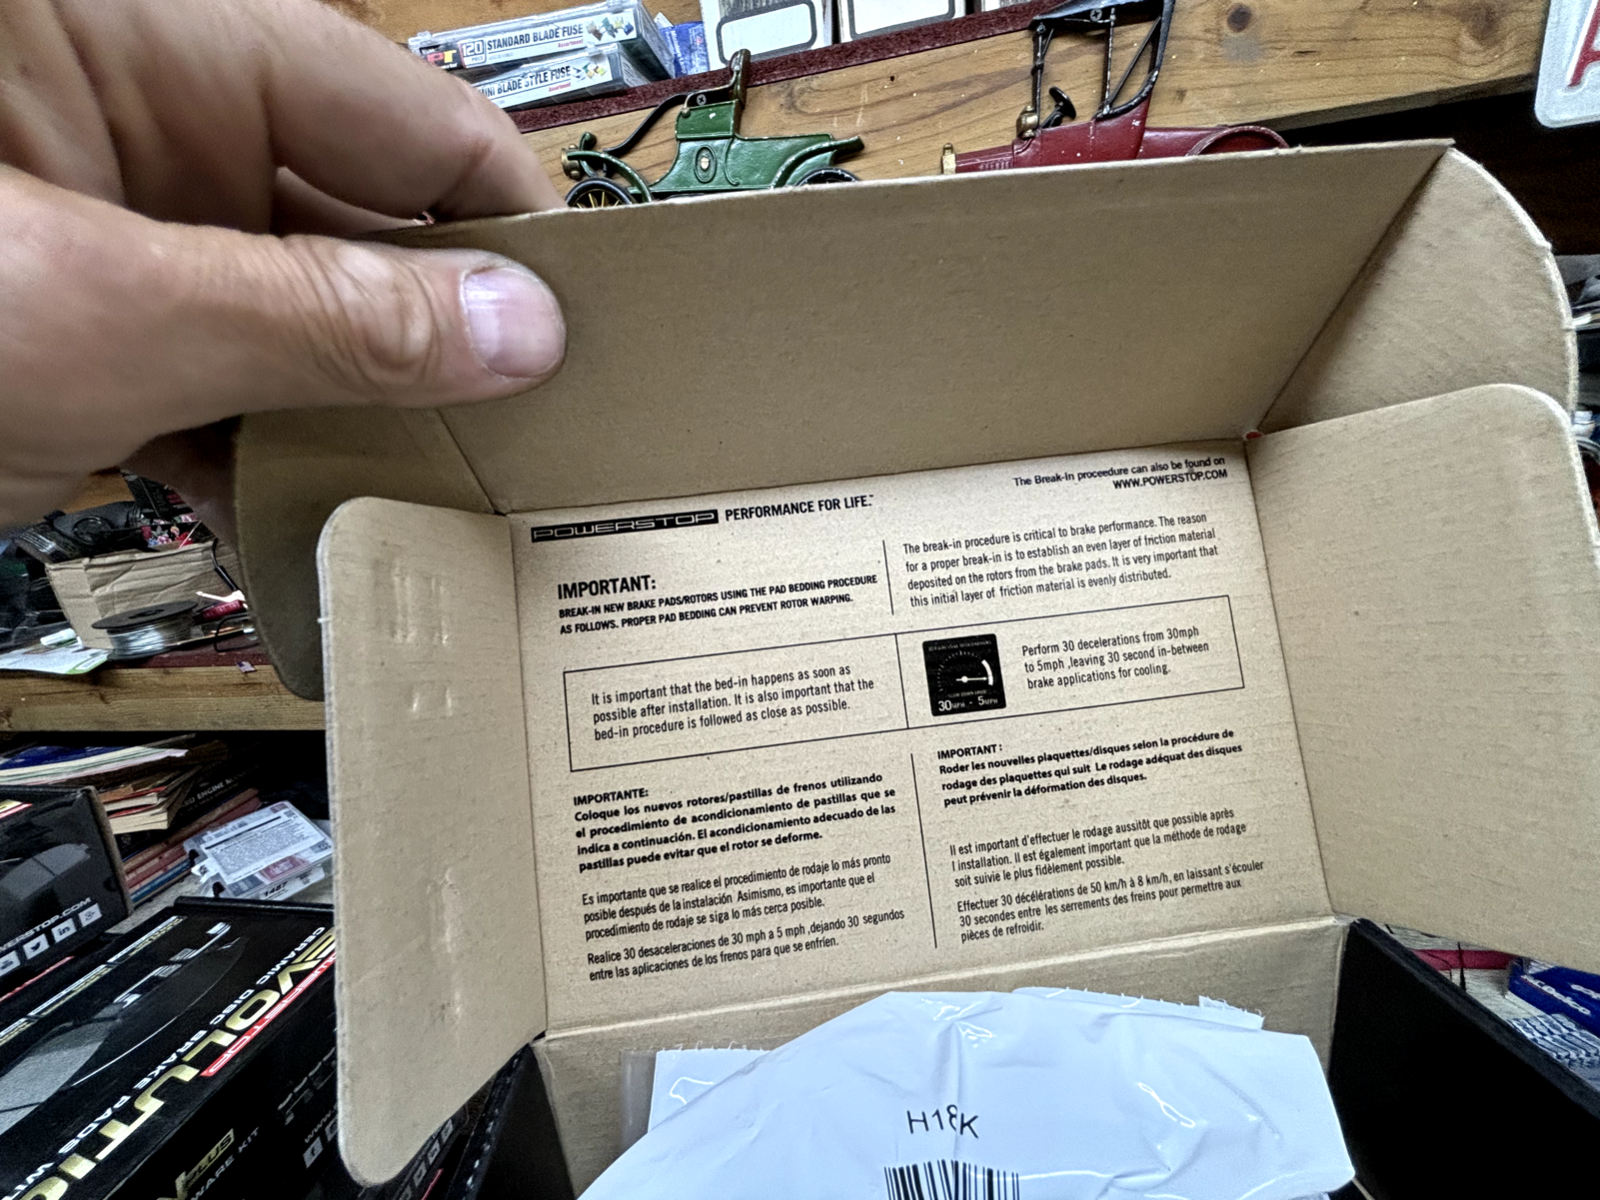 120
PIECE
STANDARD BLADE FUSE
Assortment
MINI BLADE STYLE FUSE
Assortment
The Break-In proceedure can also be found on
WWW.POWERSTOP.COM
POWERSTOP PERFORMANCE FOR LIFE.™
IMPORTANT:
BREAK-IN NEW BRAKE PADS/ROTORS USING THE PAD BEDDING PROCEDURE
AS FOLLOWS. PROPER PAD BEDDING CAN PREVENT ROTOR WARPING.
The break-in procedure is critical to brake performance. The reason
for a proper break-in is to establish an even layer of friction material
deposited on the rotors from the brake pads. It is very important that
this initial layer of friction material is evenly distributed.
It is important that the bed-in happens as soon as
possible after installation. It is also important that the
bed-in procedure is followed as close as possible.
30MPH - 5MPH
Perform 30 decelerations from 30mph
to 5mph ,leaving 30 second in-between
brake applications for cooling.
IMPORTANTE:
Coloque los nuevos rotores/pastillas de frenos utilizando
el procedimiento de acondicionamiento de pastillas que se
indica a continuación. El acondicionamiento adecuado de las
pastillas puede evitar que el rotor se deforme.
Es importante que se realice el procedimiento de rodaje lo más pronto
posible después de la instalación Asimismo, es importante que el
procedimiento de rodaje se siga lo más cerca posible.
Realice 30 desaceleraciones de 30 mph a 5 mph ,dejando 30 segundos
entre las aplicaciones de los frenos para que se enfríen.
IMPORTANT :
Roder les nouvelles plaquettes/disques selon la procédure de
rodage des plaquettes qui suit Le rodage adéquat des disques
peut prévenir la déformation des disques.
Il est important d'effectuer le rodage aussitôt que possible après
l installation. Il est également important que la méthode de rodage
soit suivie le plus fidèlement possible.
Effectuer 30 décélérations de 50 km/h à 8 km/h, en laissant s'écouler
30 secondes entre les serrements des freins pour permettre aux
pièces de refroidir.
H18K